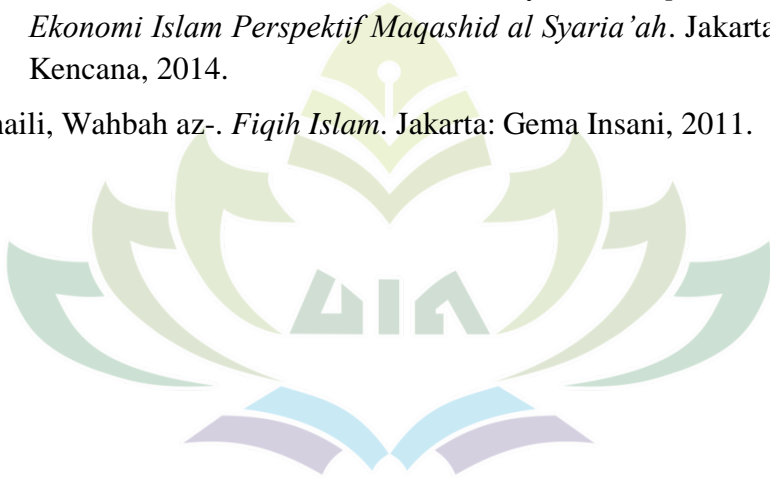 Ekonomi Islam Perspektif Maqashid al Syaria'ah. Jakarta
Kencana, 2014.
haili, Wahbah az-. Fiqih Islam. Jakarta: Gema Insani, 2011.
UIN